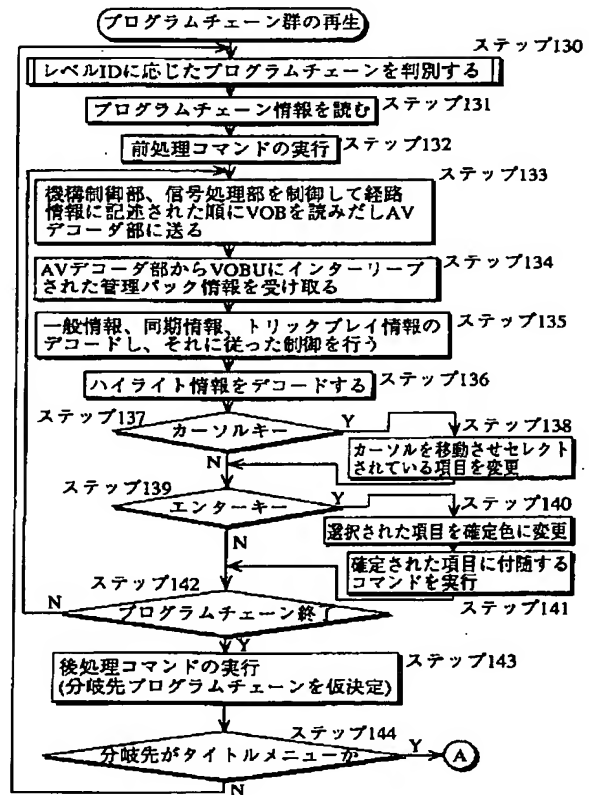 プログラムチェーン群の再生
ステップ130
レベルIDに応じたプログラムチェーンを判別する
プログラムチェーン情報を読む
ステップ131
前処理コマンドの実行
ステップ132
ステップ133
機構制御部、信号処理部を制御して経路
情報に記述された順にVOBを読みだしAV
デコーダ部に送る
AVデコーダ部からVOBUにインターリーブ
された管理パック情報を受け取る
ステップ134
一般情報、同期情報、トリックプレイ情報の
デコードし、それに従った制御を行う
ステップ135
ハイライト情報をデコードする
ステップ136
ステップ137
カーソルキー
Y
ステップ138
カーソルを移動させセレクト
されている項目を変更
N
ステップ139
エンターキー
Y
ステップ140
選択された項目を確定色に変更
N
確定された項目に付随する
コマンドを実行
ステップ141
ステップ142
N
プログラムチェーン終了
Y
後処理コマンドの実行
(分岐先プログラムチェーンを仮決定)
ステップ143
ステップ144
分岐先がタイトルメニューか
Y
A
N